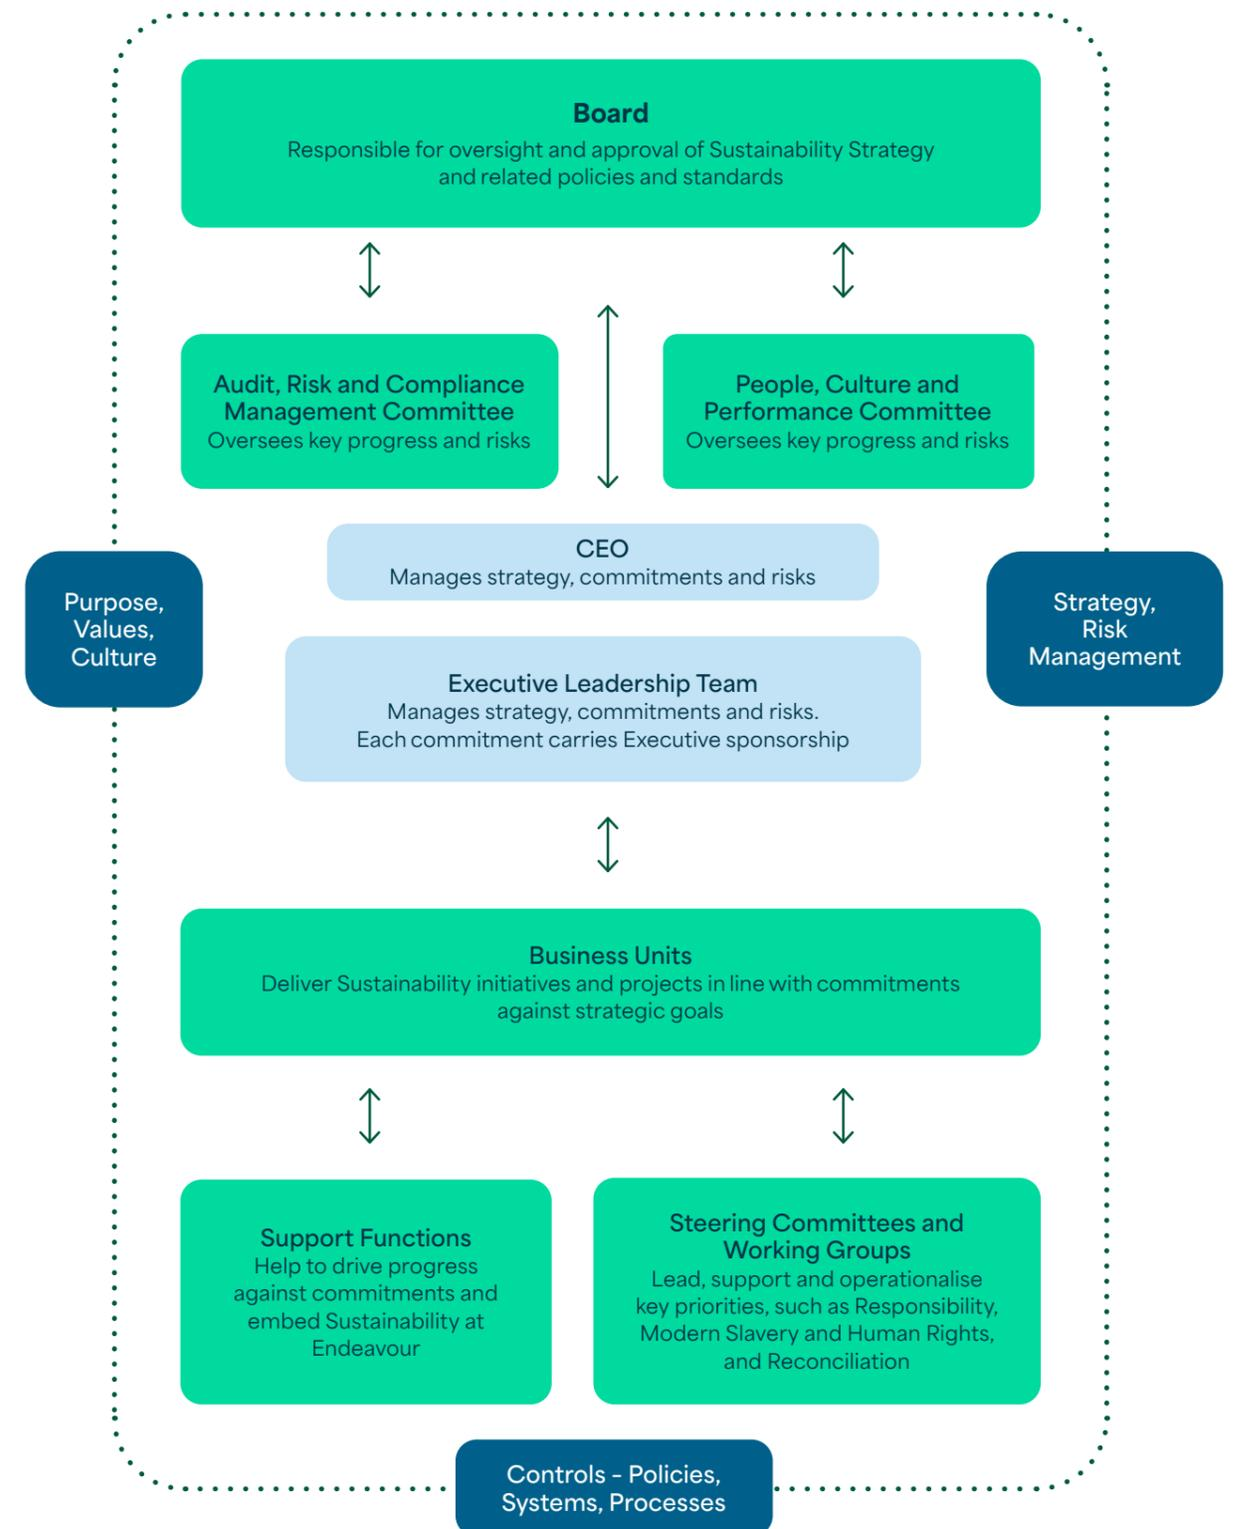 Board
Responsible for oversight and approval of Sustainability Strategy
and related policies and standards
Audit, Risk and Compliance
Management Committee
Oversees key progress and risks
People, Culture and
Performance Committee
Oversees key progress and risks
CEO
Manages strategy, commitments and risks
Purpose,
Values,
Culture
Strategy,
Risk
Management
Executive Leadership Team
Manages strategy, commitments and risks.
Each commitment carries Executive sponsorship
Business Units
Deliver Sustainability initiatives and projects in line with commitments
against strategic goals
Support Functions
Help to drive progress
against commitments and
embed Sustainability at
Endeavour
Steering Committees and
Working Groups
Lead, support and operationalise
key priorities, such as Responsibility,
Modern Slavery and Human Rights,
and Reconciliation
Controls – Policies,
Systems, Processes